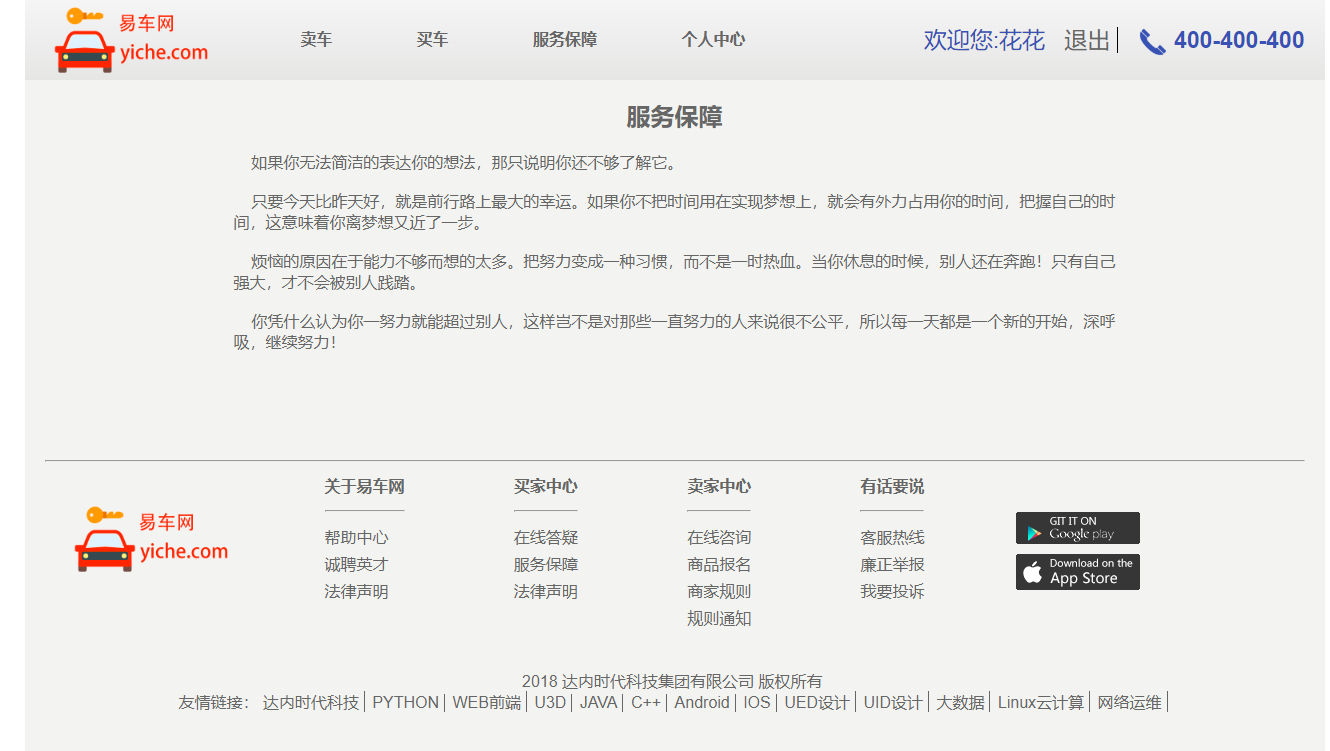 易车网
yiche.com
卖车 买车 服务保障 个人中心 欢迎您:花花 退出 400-400-400
服务保障
如果你无法简洁的表达你的想法，那只说明你还不够了解它。
只要今天比昨天好，就是前行路上最大的幸运。如果你不把时间用在实现梦想上，就会有外力占用你的时间，把握自己的时
间，这意味着你离梦想又近了一步。
烦恼的原因在于能力不够而想的太多。把努力变成一种习惯，而不是一时热血。当你休息的时候，别人还在奔跑！只有自己
强大，才不会被别人践踏。
你凭什么认为你一努力就能超过别人，这样岂不是对那些一直努力的人来说很不公平，所以每一天都是一个新的开始，深呼
吸，继续努力！
易车网
yiche.com
关于易车网 买家中心 卖家中心 有话要说
帮助中心 在线答疑 在线咨询 客服热线
诚聘英才 服务保障 商品报名 廉正举报
法律声明 法律声明 商家规则 我要投诉
规则通知
GIT IT ON
Google play
Download on the
App Store
2018 达内时代科技集团有限公司 版权所有
友情链接： 达内时代科技| PYTHON| WEB前端| U3D| JAVA| C++| Android| IOS| UED设计| UID设计| 大数据| Linux云计算| 网络运维|